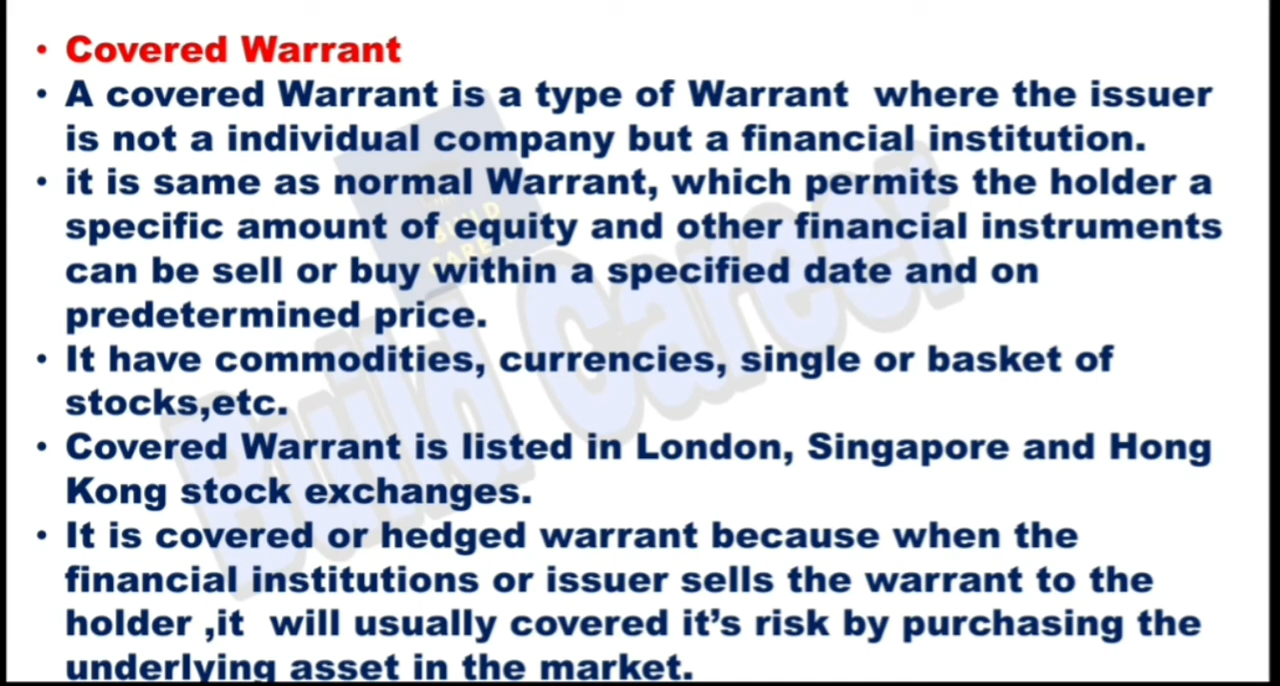 • Covered Warrant
• A covered Warrant is a type of Warrant where the issuer
is not a individual company but a financial institution.
• it is same as normal Warrant, which permits the holder a
specific amount of equity and other financial instruments
can be sell or buy within a specified date and on
predetermined price.
• It have commodities, currencies, single or basket of
stocks,etc.
• Covered Warrant is listed in London, Singapore and Hong
Kong stock exchanges.
• It is covered or hedged warrant because when the
financial institutions or issuer sells the warrant to the
holder ,it will usually covered it's risk by purchasing the
underlying asset in the market.
Build Career
BUILD